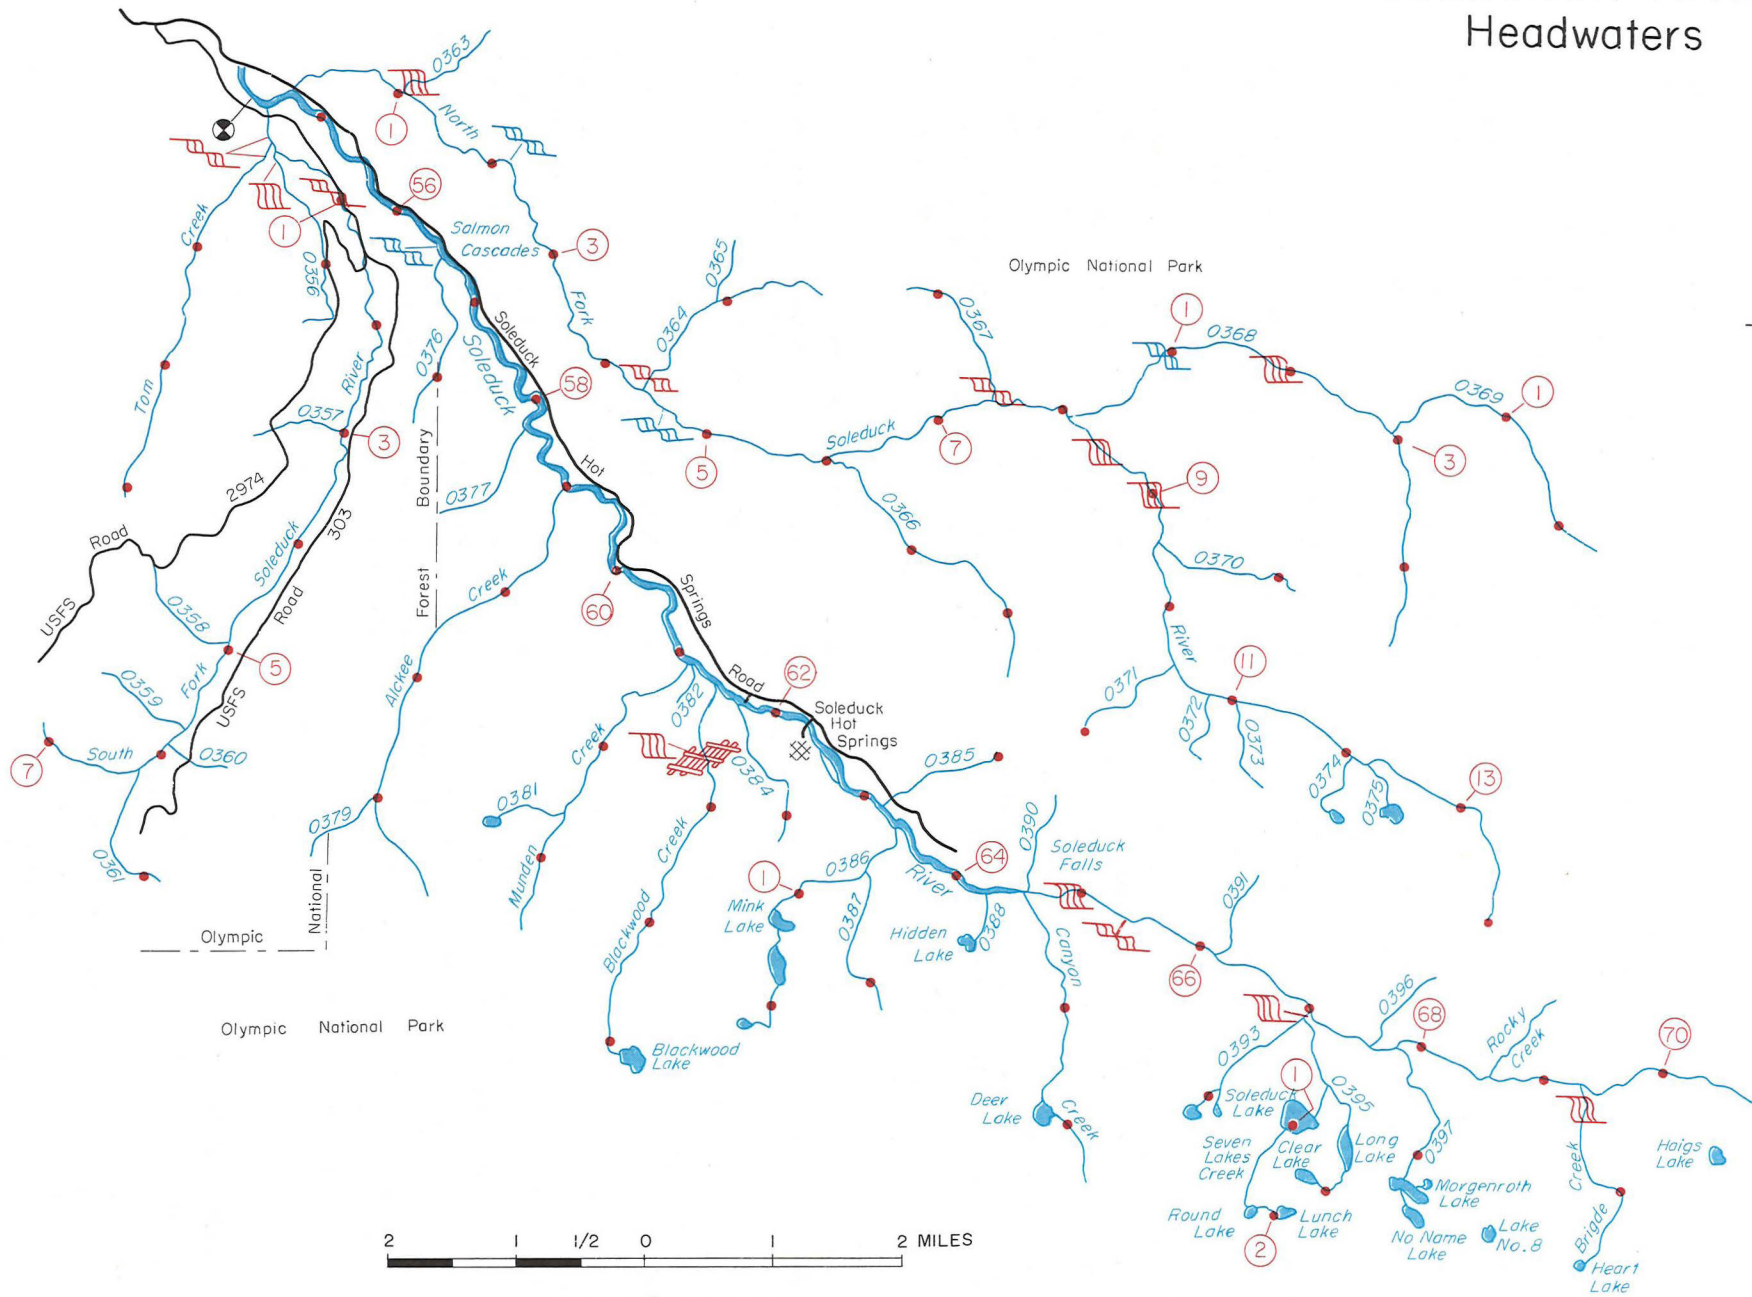 Headwaters
0363
North
1
56
Salmon
Cascades
3
Creek
1
0356
0365
0364
Fork
Olympic National Park
0367
1
0368
0369
1
Soleduck
Soleduck
0376
River
Tom
0357
3
58
Soleduck
7
5
3
9
Hot
Boundary
0377
2974
303
Road
Soleduck
0366
0370
USFS
Road
0358
Forest
Creek
60
Springs
River
11
0371
0372
0373
5
Fork
0359
USFS
Alckee
0382
Road
62
Soleduck
Hot
Springs
South
0360
7
Creek
0384
0385
0374
0375
13
0381
0379
0361
Munden
Creek
0386
0390
Soleduck
Falls
64
River
1
Mink
Lake
0387
0391
National
Olympic
Blackwood
Hidden
Lake
0388
Canyon
66
0396
68
Rocky
Creek
70
Olympic National Park
Blackwood
Lake
0393
1
0395
Deer
Lake
Creek
Soleduck
Lake
Seven
Lakes
Creek
Clear
Lake
Long
Lake
0397
Creek
Haigs
Lake
Morgenroth
Lake
Round
Lake
Lunch
Lake
2
No Name
Lake
Lake
No. 8
Brigde
Heart
Lake
2 1 1/2 0 1 2 MILES